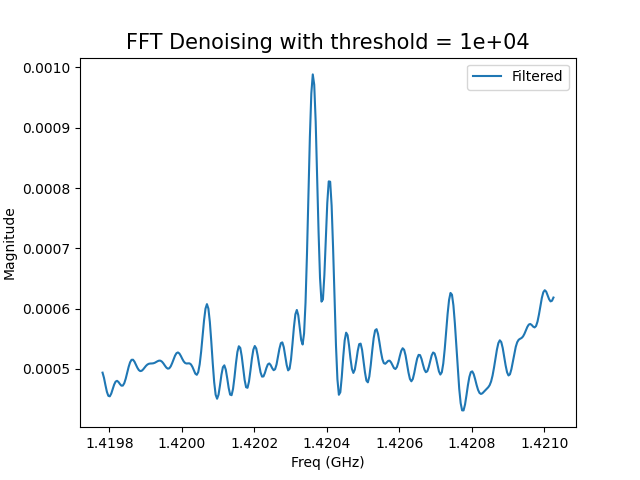 FFT Denoising with threshold = 1e+04
Filtered
0.0010
0.0009
0.0008
0.0007
0.0006
0.0005
Magnitude
1.4198 1.4200 1.4202 1.4204 1.4206 1.4208 1.4210
Freq (GHz)